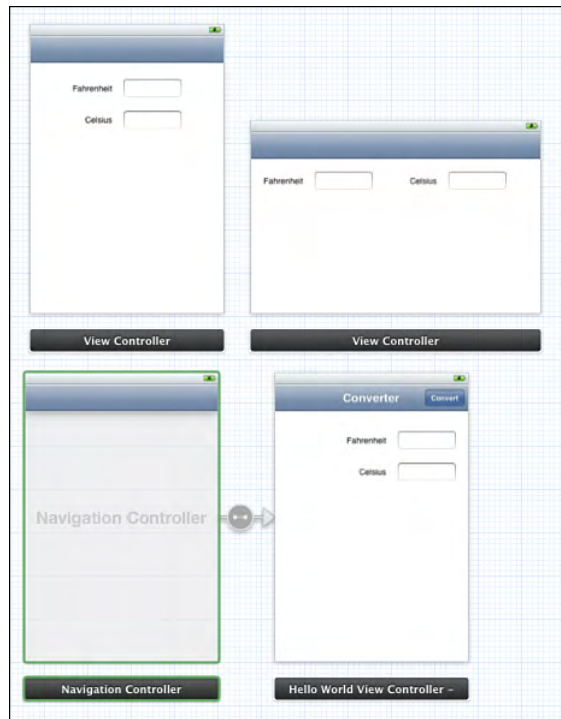 Fahrenheit
Celsius
Fahrenheit
Celsius
View Controller
View Controller
Converter
Convert
Fahrenheit
Celsius
Navigation Controller
Navigation Controller
Hello World View Controller –